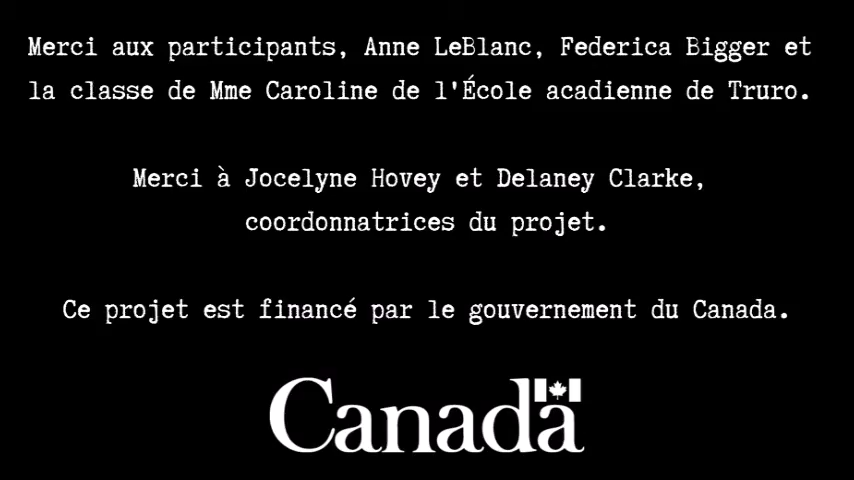 Merci aux participants, Anne LeBlanc, Federica Bigger et
la classe de Mme Caroline de l'École acadienne de Truro.
Merci à Jocelyne Hovey et Delaney Clarke,
coordonnatrices du projet.
Ce projet est financé par le gouvernement du Canada.
Canada